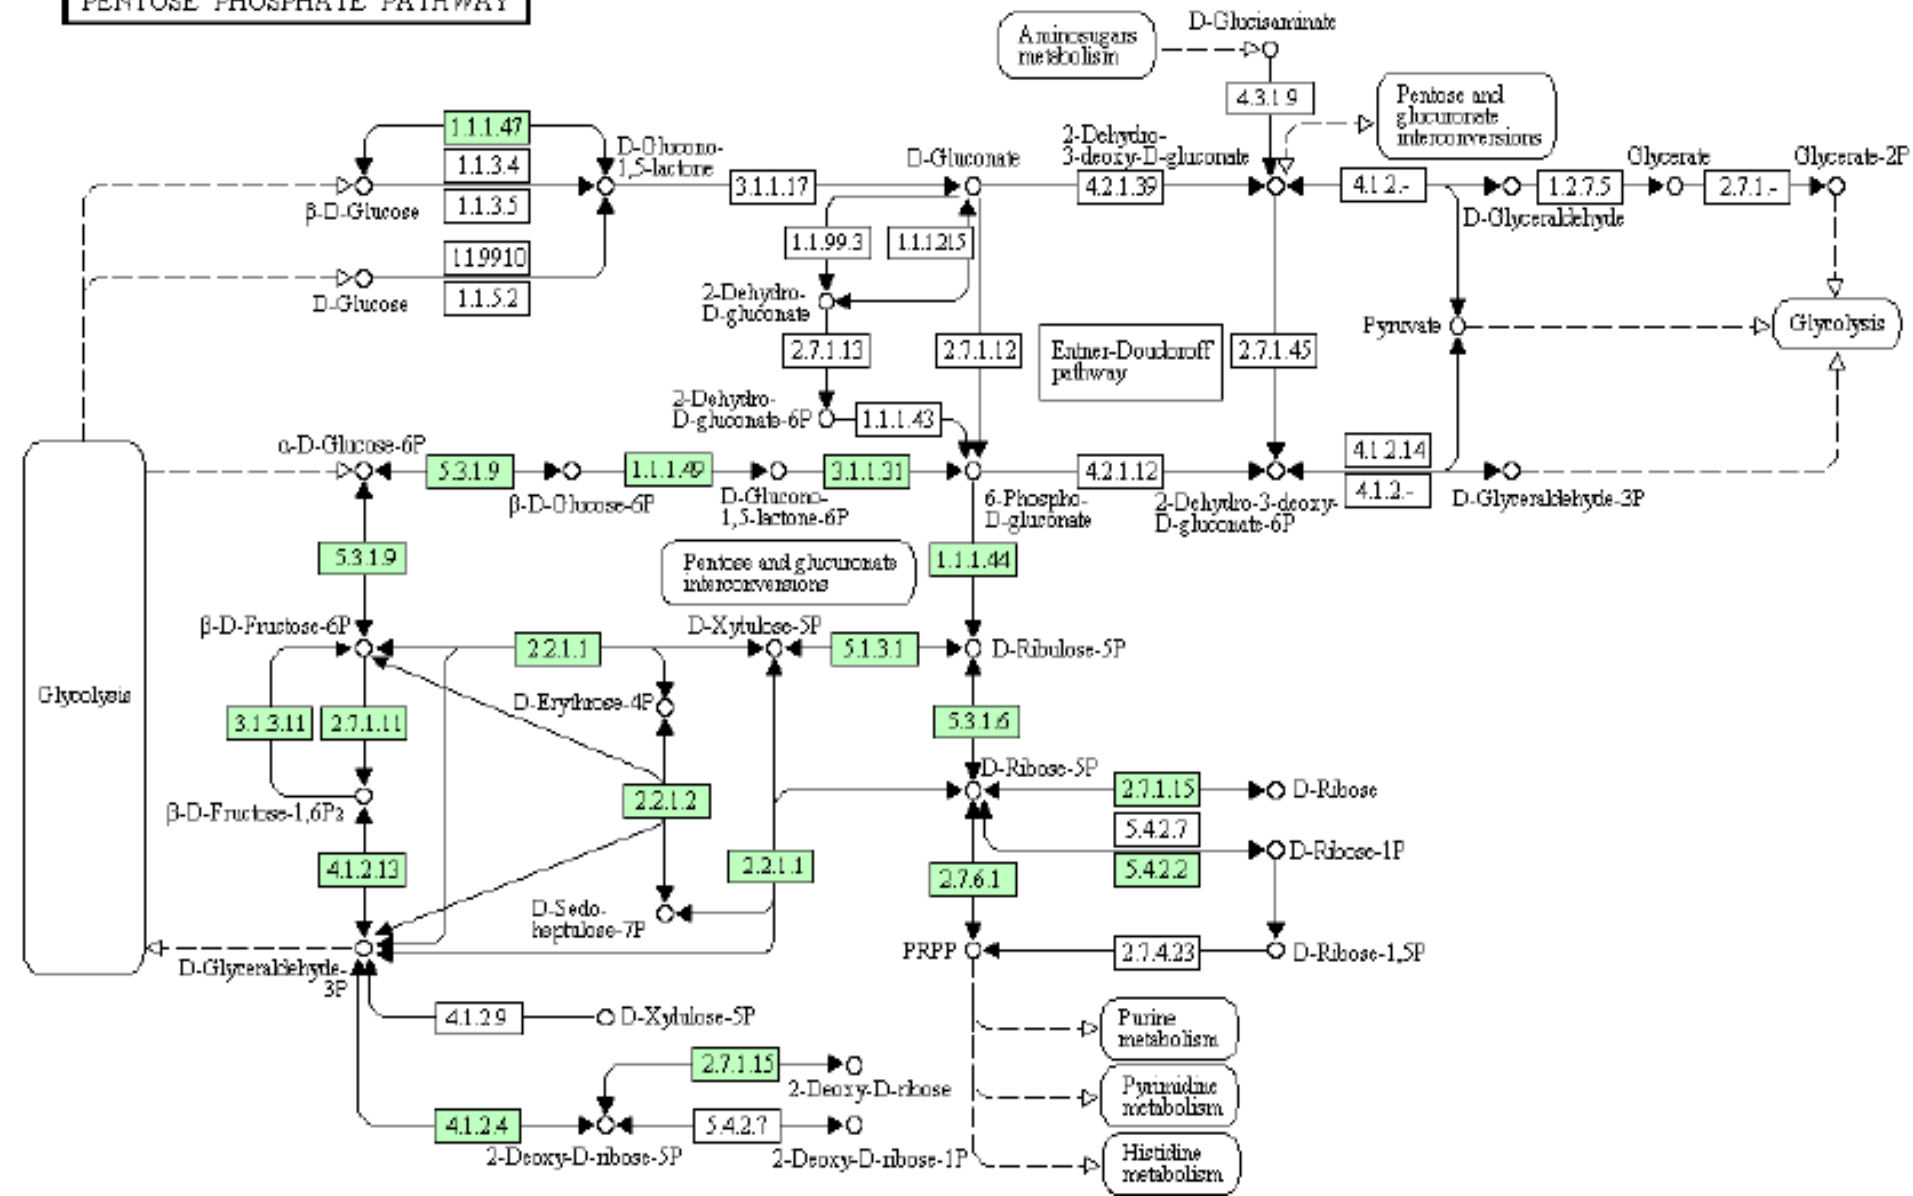 PENTOSE PHOSPHATE PATHWAY
D-Glucisaminate
Aminosugars
metabolism
4.3.1.9
Pentose and
glucuronate
interconversions
1.1.1.47
D-Glucono-
1,5-lactone
1.1.3.4
2-Dehydro-
3-deoxy-D-gluconate
D-Gluconate
Glycerate
Glycerate-2P
3.1.1.17
4.2.1.39
4.1.2.-
1.2.7.5
2.7.1.-
β-D-Glucose
1.1.3.5
D-Glyceraldehyde
1.1.99.3
1.1.1215
119910
D-Glucose
1.1.5.2
2-Dehydro-
D-gluconate
Pyruvate
Glycolysis
2.7.1.13
2.7.1.12
Entner-Doudoroff
pathway
2.7.1.45
2-Dehydro-
D-gluconate-6P
1.1.1.43
α-D-Glucose-6P
5.3.1.9
1.1.1.49
3.1.1.31
4.2.1.12
4.1.2.14
4.1.2.-
β-D-Glucose-6P
D-Glucono-
1,5-lactone-6P
6-Phospho-
D-gluconate
2-Dehydro-3-deoxy-
D-gluconate-6P
D-Glyceraldehyde-3P
5.3.1.9
Pentose and glucuronate
interconversions
1.1.1.44
β-D-Fructose-6P
D-Xylulose-5P
2.2.1.1
5.1.3.1
D-Ribulose-5P
Glycolysis
D-Erythrose-4P
3.1.3.11
2.7.1.11
5.3.1.6
D-Ribose-5P
2.7.1.15
D-Ribose
β-D-Fructose-1,6P2
2.2.1.2
5.4.2.7
D-Ribose-1P
4.1.2.13
2.2.1.1
2.7.6.1
5.4.2.2
D-Sedo-
heptulose-7P
PRPP
2.7.4.23
D-Ribose-1,5P
D-Glyceraldehyde-
3P
4.1.2.9
D-Xylulose-5P
Purine
metabolism
2.7.1.15
2-Deoxy-D-ribose
Pyrimidine
metabolism
4.1.2.4
5.4.2.7
2-Deoxy-D-ribose-5P
2-Deoxy-D-ribose-1P
Histidine
metabolism